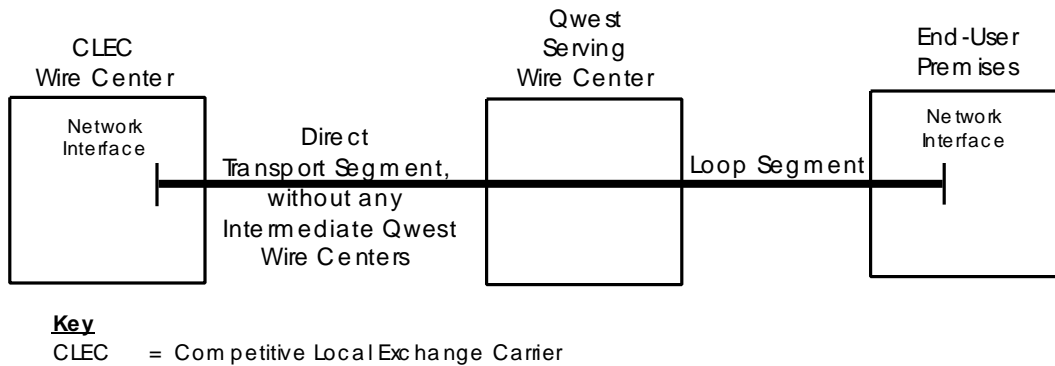 CLEC
Wire Center
Qwest
Serving
Wire Center
End-User
Premises
Network
Interface
Direct
Transport Segment,
without any
Intermediate Qwest
Wire Centers
Loop Segment
Network
Interface
Key
CLEC = Competitive Local Exchange Carrier